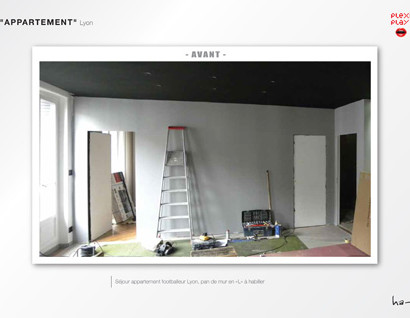 "APPARTEMENT" Lyon
PLEXI
PLAY
- AVANT -
Séjour appartement footballeur Lyon, pan de mur en «L» à habiller
ha-